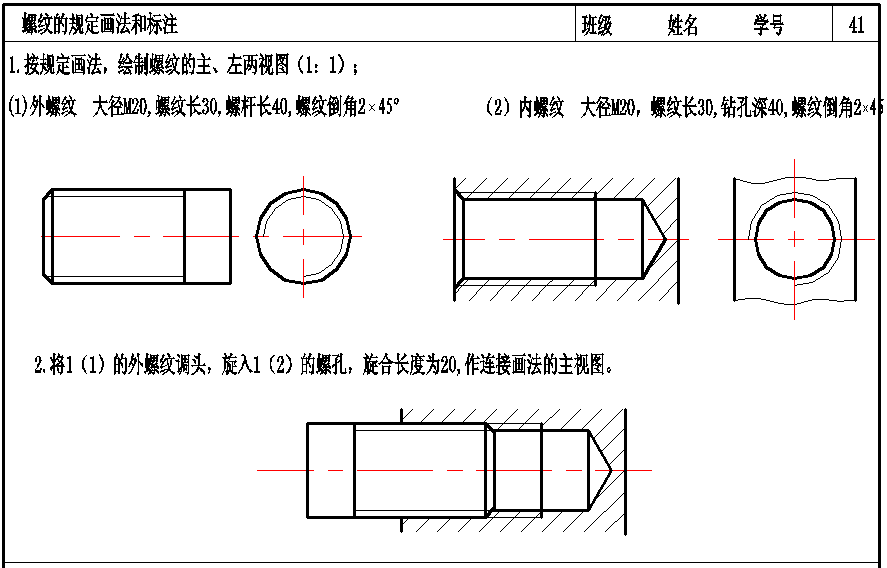 螺纹的规定画法和标注 班级 姓名 学号 41
1.按规定画法，绘制螺纹的主、左两视图（1：1）；
(1)外螺纹 大径M20,螺纹长30,螺杆长40,螺纹倒角2×45° （2）内螺纹 大径M20，螺纹长30,钻孔深40,螺纹倒角2×45
2.将1（1）的外螺纹调头，旋入1（2）的螺孔，旋合长度为20,作连接画法的主视图。